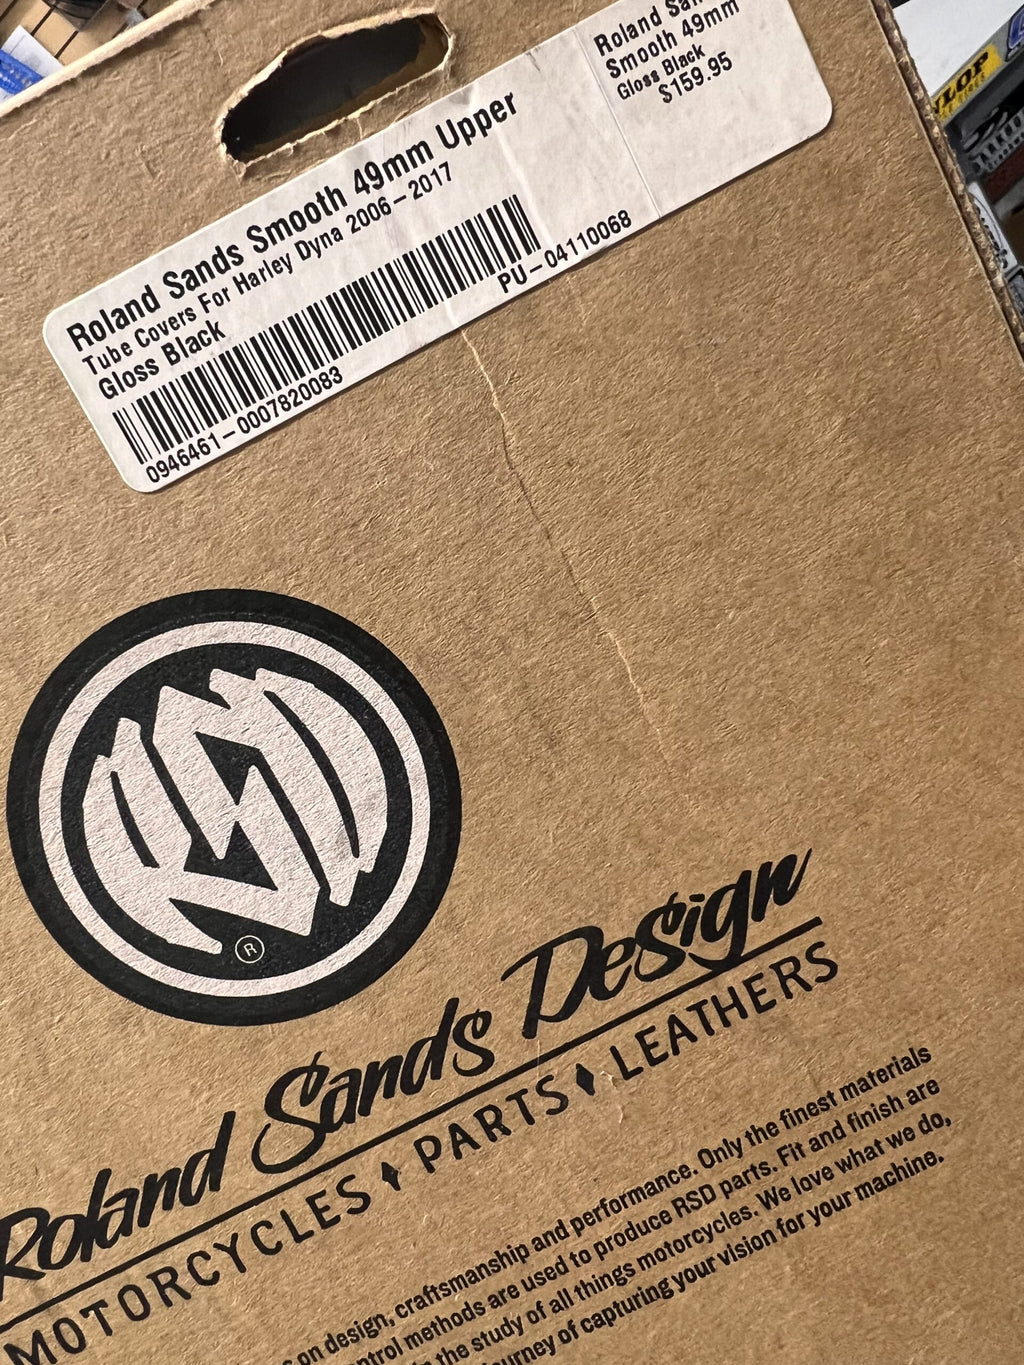 Roland Sands Smooth 49mm Upper
Tube Covers For Harley Dyna 2006-2017
Gloss Black
0946461-0007820083
PU-04110068
Roland
Smooth 49mm
Gloss Black
$159.95
RSD
®
Roland Sands Design
MOTORCYCLES ♦ PARTS ♦ LEATHERS
on design, craftsmanship and performance. Only the finest materials
methods are used to produce RSD parts. Fit and finish are
the study of all things motorcycles. We love what we do,
of capturing your vision for your machine.